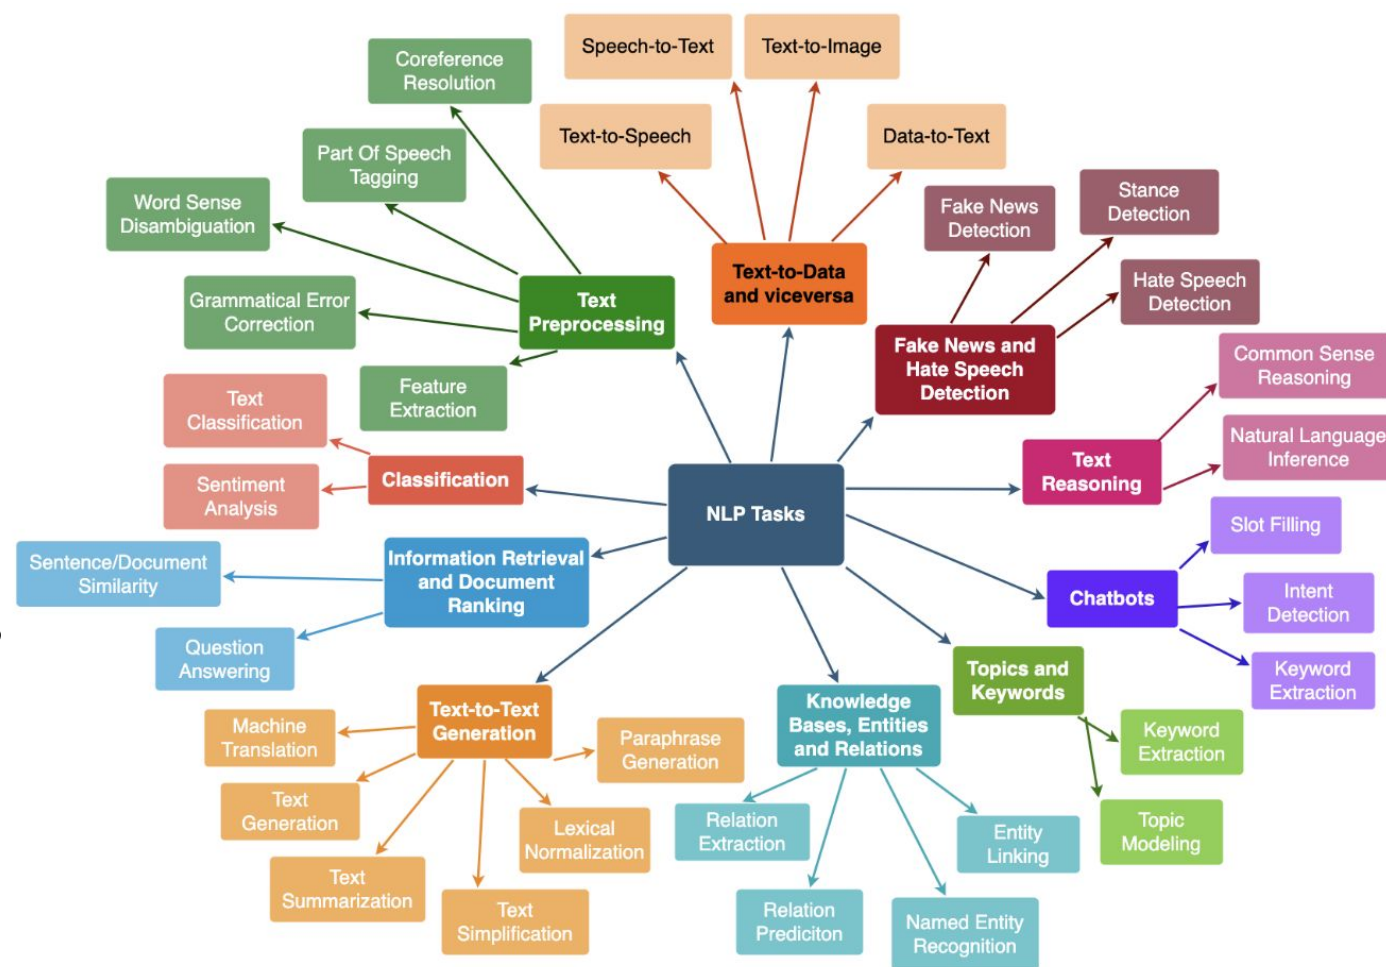 Speech-to-Text
Text-to-Image
Coreference
Resolution
Text-to-Speech
Data-to-Text
Part Of Speech
Tagging
Stance
Detection
Fake News
Detection
Word Sense
Disambiguation
Text-to-Data
and viceversa
Hate Speech
Detection
Grammatical Error
Correction
Text
Preprocessing
Fake News and
Hate Speech
Detection
Common Sense
Reasoning
Feature
Extraction
Text
Classification
Natural Language
Inference
Text
Reasoning
Classification
Sentiment
Analysis
NLP Tasks
Slot Filling
Information Retrieval
and Document
Ranking
Sentence/Document
Similarity
Chatbots
Intent
Detection
Question
Answering
Topics and
Keywords
Keyword
Extraction
Text-to-Text
Generation
Knowledge
Bases, Entities
and Relations
Machine
Translation
Paraphrase
Generation
Keyword
Extraction
Text
Generation
Lexical
Normalization
Relation
Extraction
Entity
Linking
Topic
Modeling
Text
Summarization
Text
Simplification
Relation
Prediciton
Named Entity
Recognition